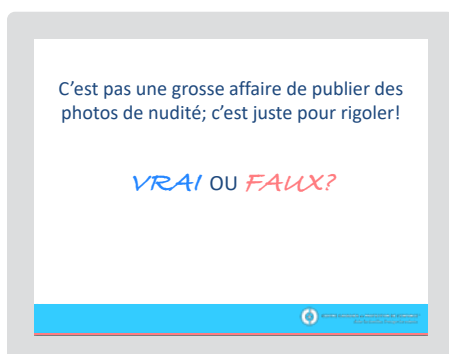 C’est pas une grosse affaire de publier des
photos de nudité; c’est juste pour rigoler!
VRAI OU FAUX?